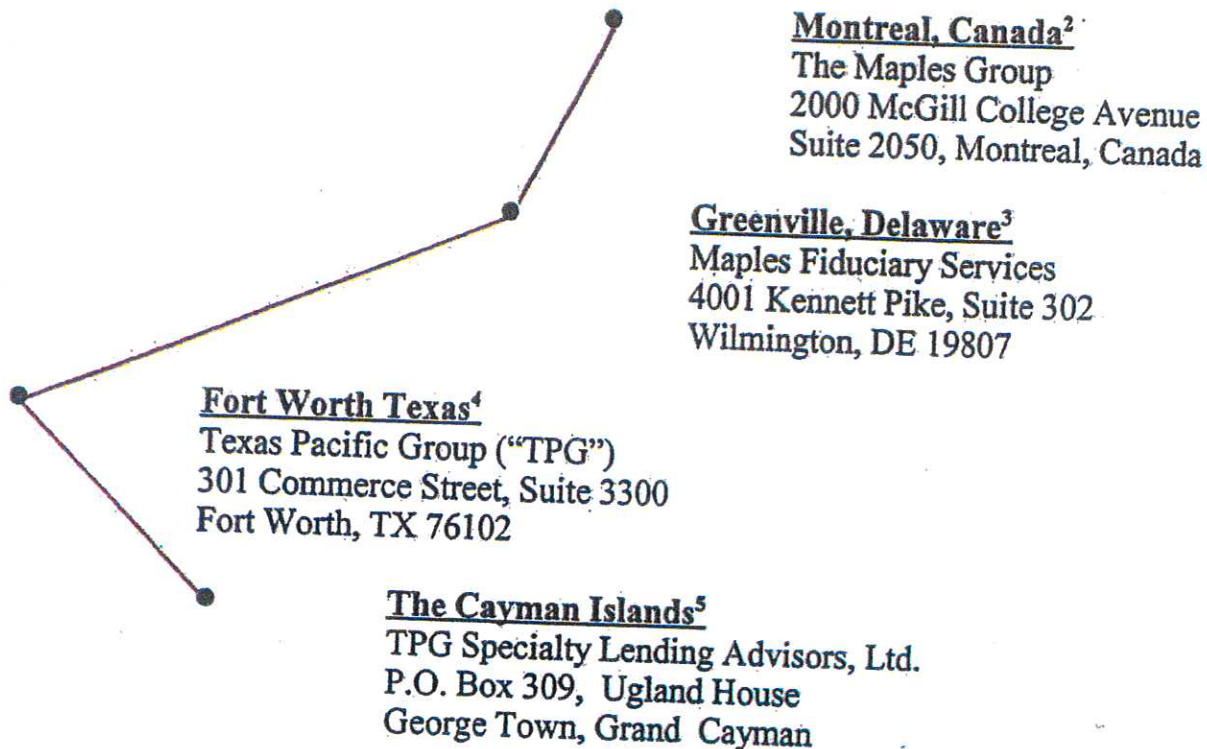 Montreal, Canada²
The Maples Group
2000 McGill College Avenue
Suite 2050, Montreal, Canada
Greenville, Delaware³
Maples Fiduciary Services
4001 Kennett Pike, Suite 302
Wilmington, DE 19807
Fort Worth Texas⁴
Texas Pacific Group (“TPG”)
301 Commerce Street, Suite 3300
Fort Worth, TX 76102
The Cayman Islands⁵
TPG Specialty Lending Advisors, Ltd.
P.O. Box 309, Ugland House
George Town, Grand Cayman